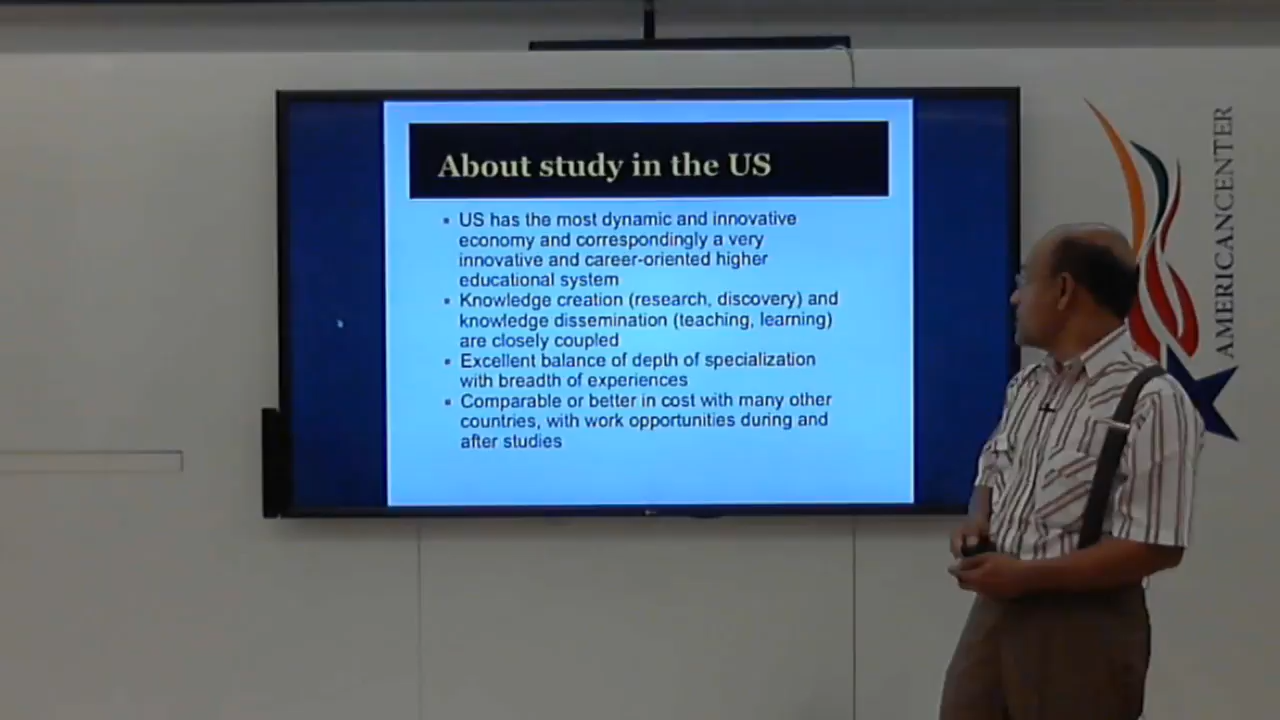 About study in the US
▪ US has the most dynamic and innovative
economy and correspondingly a very
innovative and career-oriented higher
educational system
▪ Knowledge creation (research, discovery) and
knowledge dissemination (teaching, learning)
are closely coupled
▪ Excellent balance of depth of specialization
with breadth of experiences
▪ Comparable or better in cost with many other
countries, with work opportunities during and
after studies
AMERICANCENTER